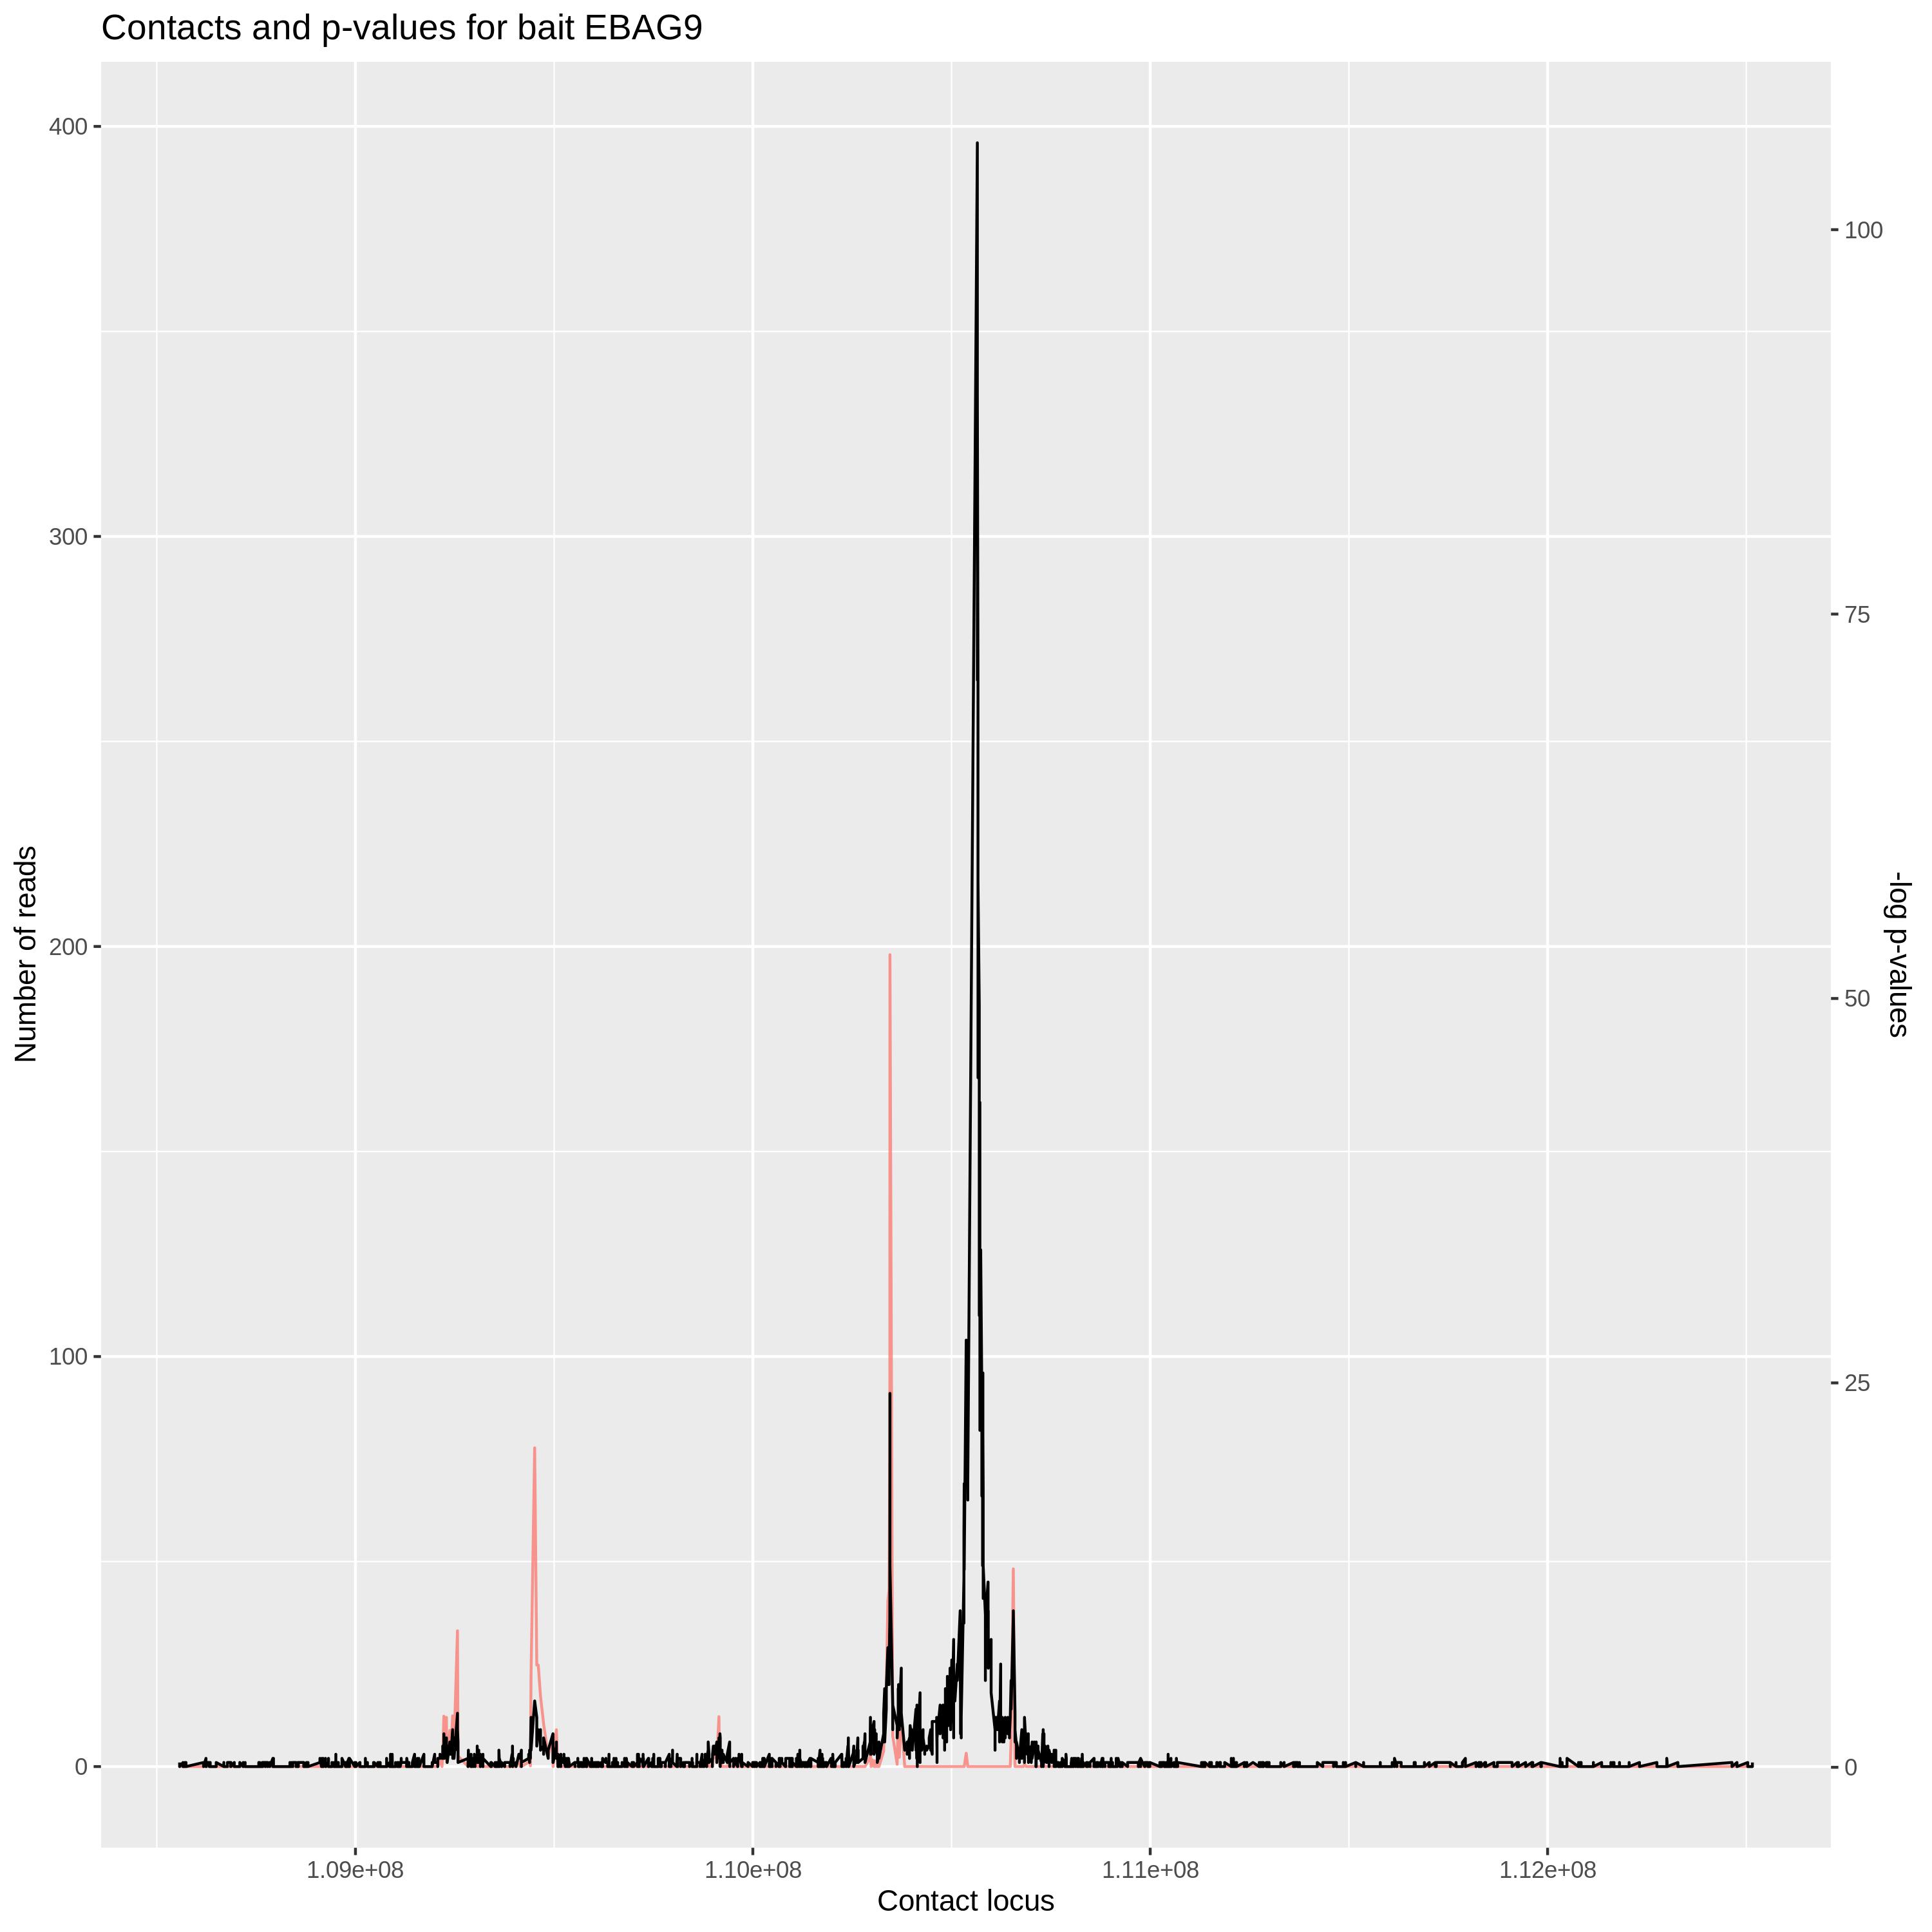 Contacts and p-values for bait EBAG9
400
300
200
100
0
Number of reads
100
75
50
25
0
-log p-values
1.09e+08
1.10e+08
1.11e+08
1.12e+08
Contact locus